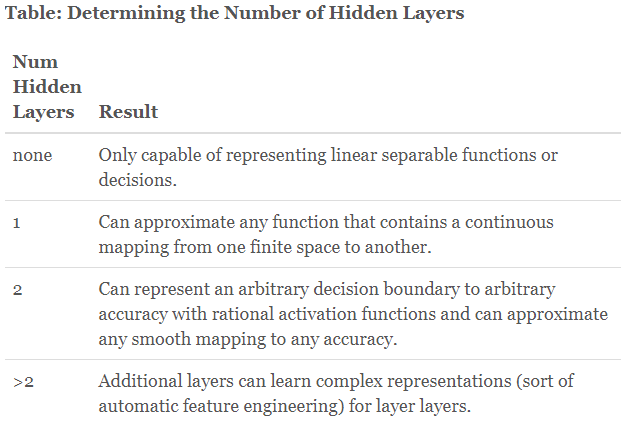 Table: Determining the Number of Hidden Layers
Num
Hidden
Layers Result
none Only capable of representing linear separable functions or
decisions.
1 Can approximate any function that contains a continuous
mapping from one finite space to another.
2 Can represent an arbitrary decision boundary to arbitrary
accuracy with rational activation functions and can approximate
any smooth mapping to any accuracy.
>2 Additional layers can learn complex representations (sort of
automatic feature engineering) for layer layers.